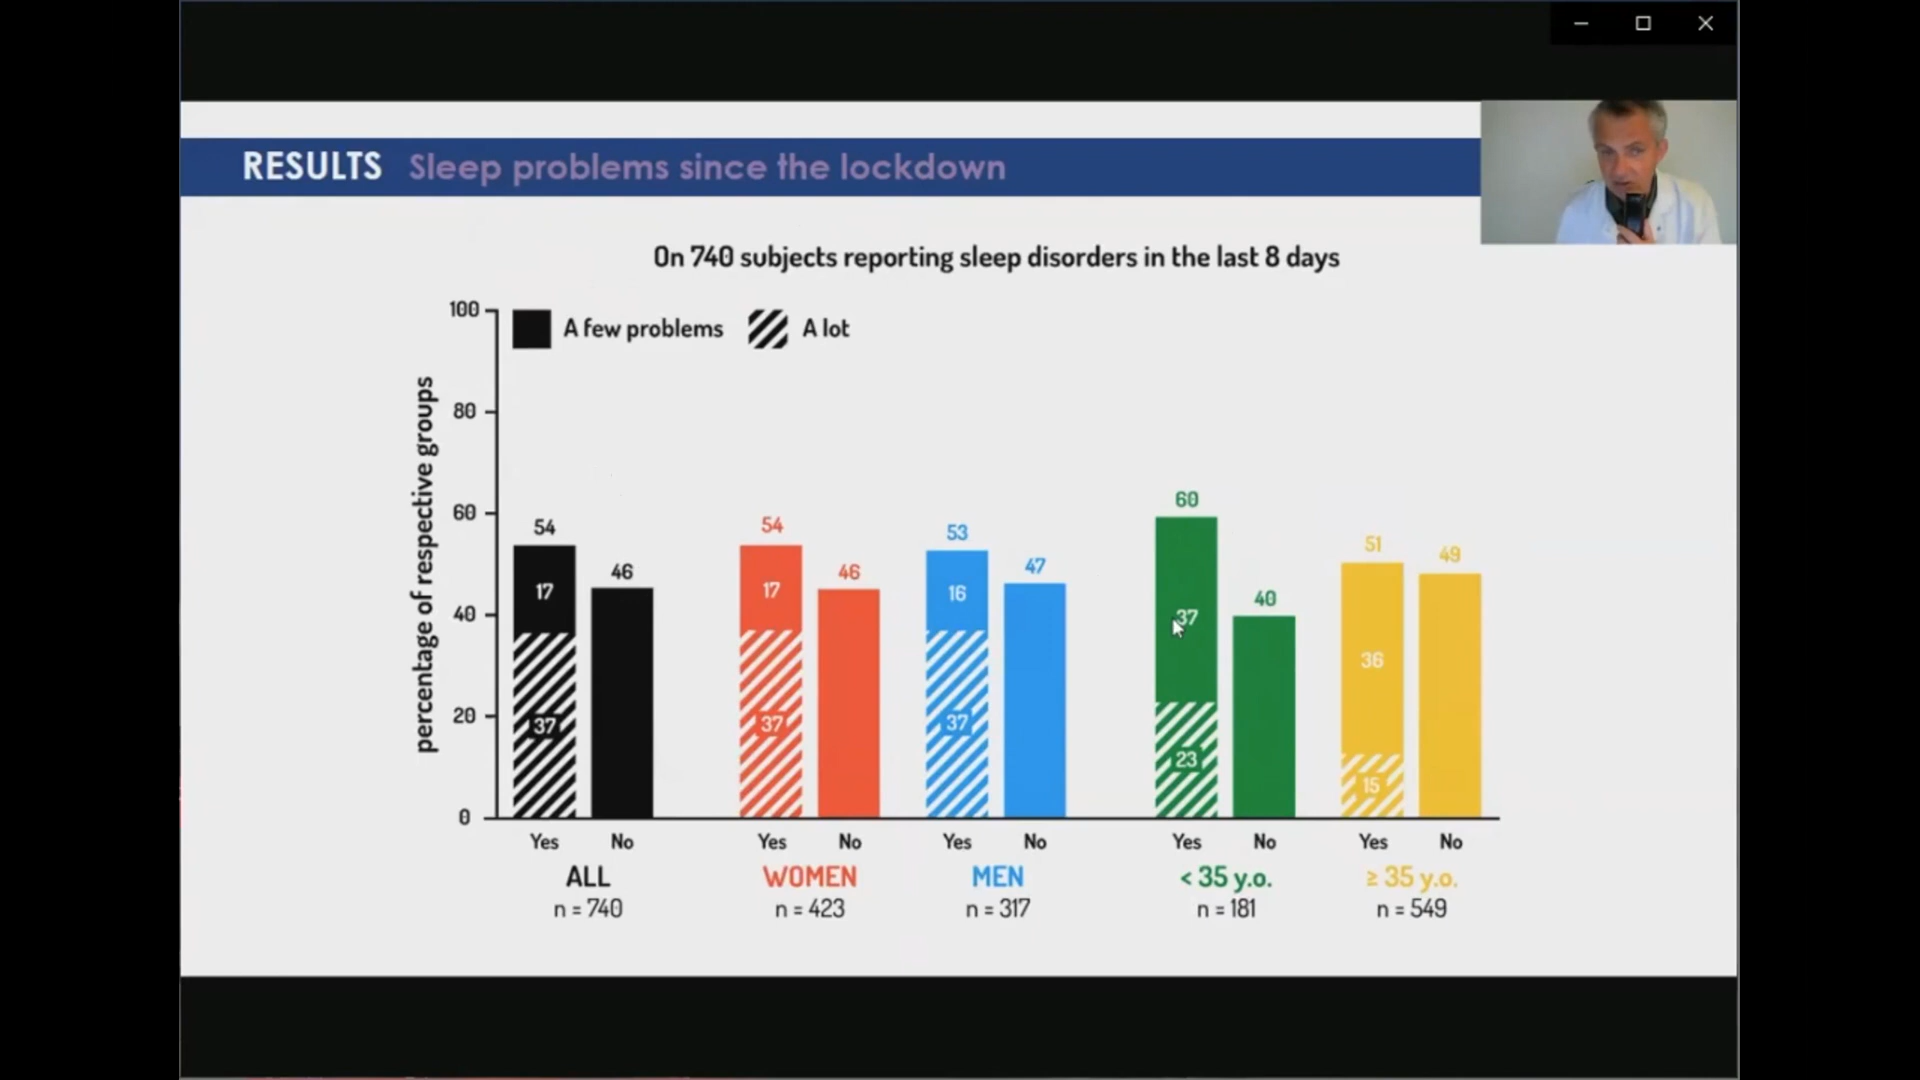 RESULTS Sleep problems since the lockdown
On 740 subjects reporting sleep disorders in the last 8 days
percentage of respective groups
100
80
60
40
20
0
A few problems A lot
54 46 54 46 53 47 60 40 51 49
17 17 16 37 36
37 37 37 23 15
Yes No Yes No Yes No Yes No Yes No
ALL WOMEN MEN < 35 y.o. ≥ 35 y.o.
n = 740 n = 423 n = 317 n = 181 n = 549